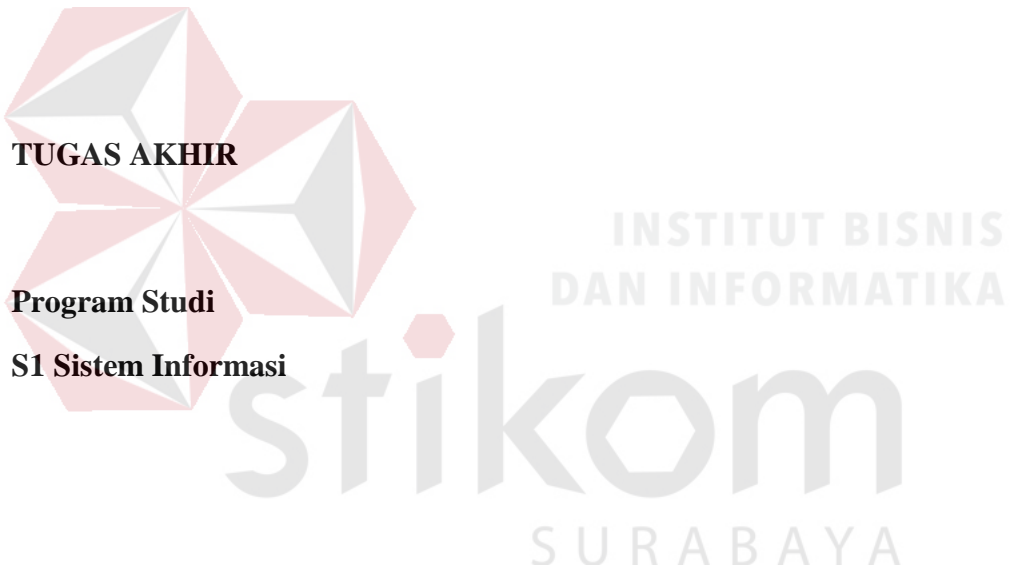 TUGAS AKHIR
INSTITUT BISNIS
DAN INFORMATIKA
Program Studi
S1 Sistem Informasi
stikom
SURABAYA